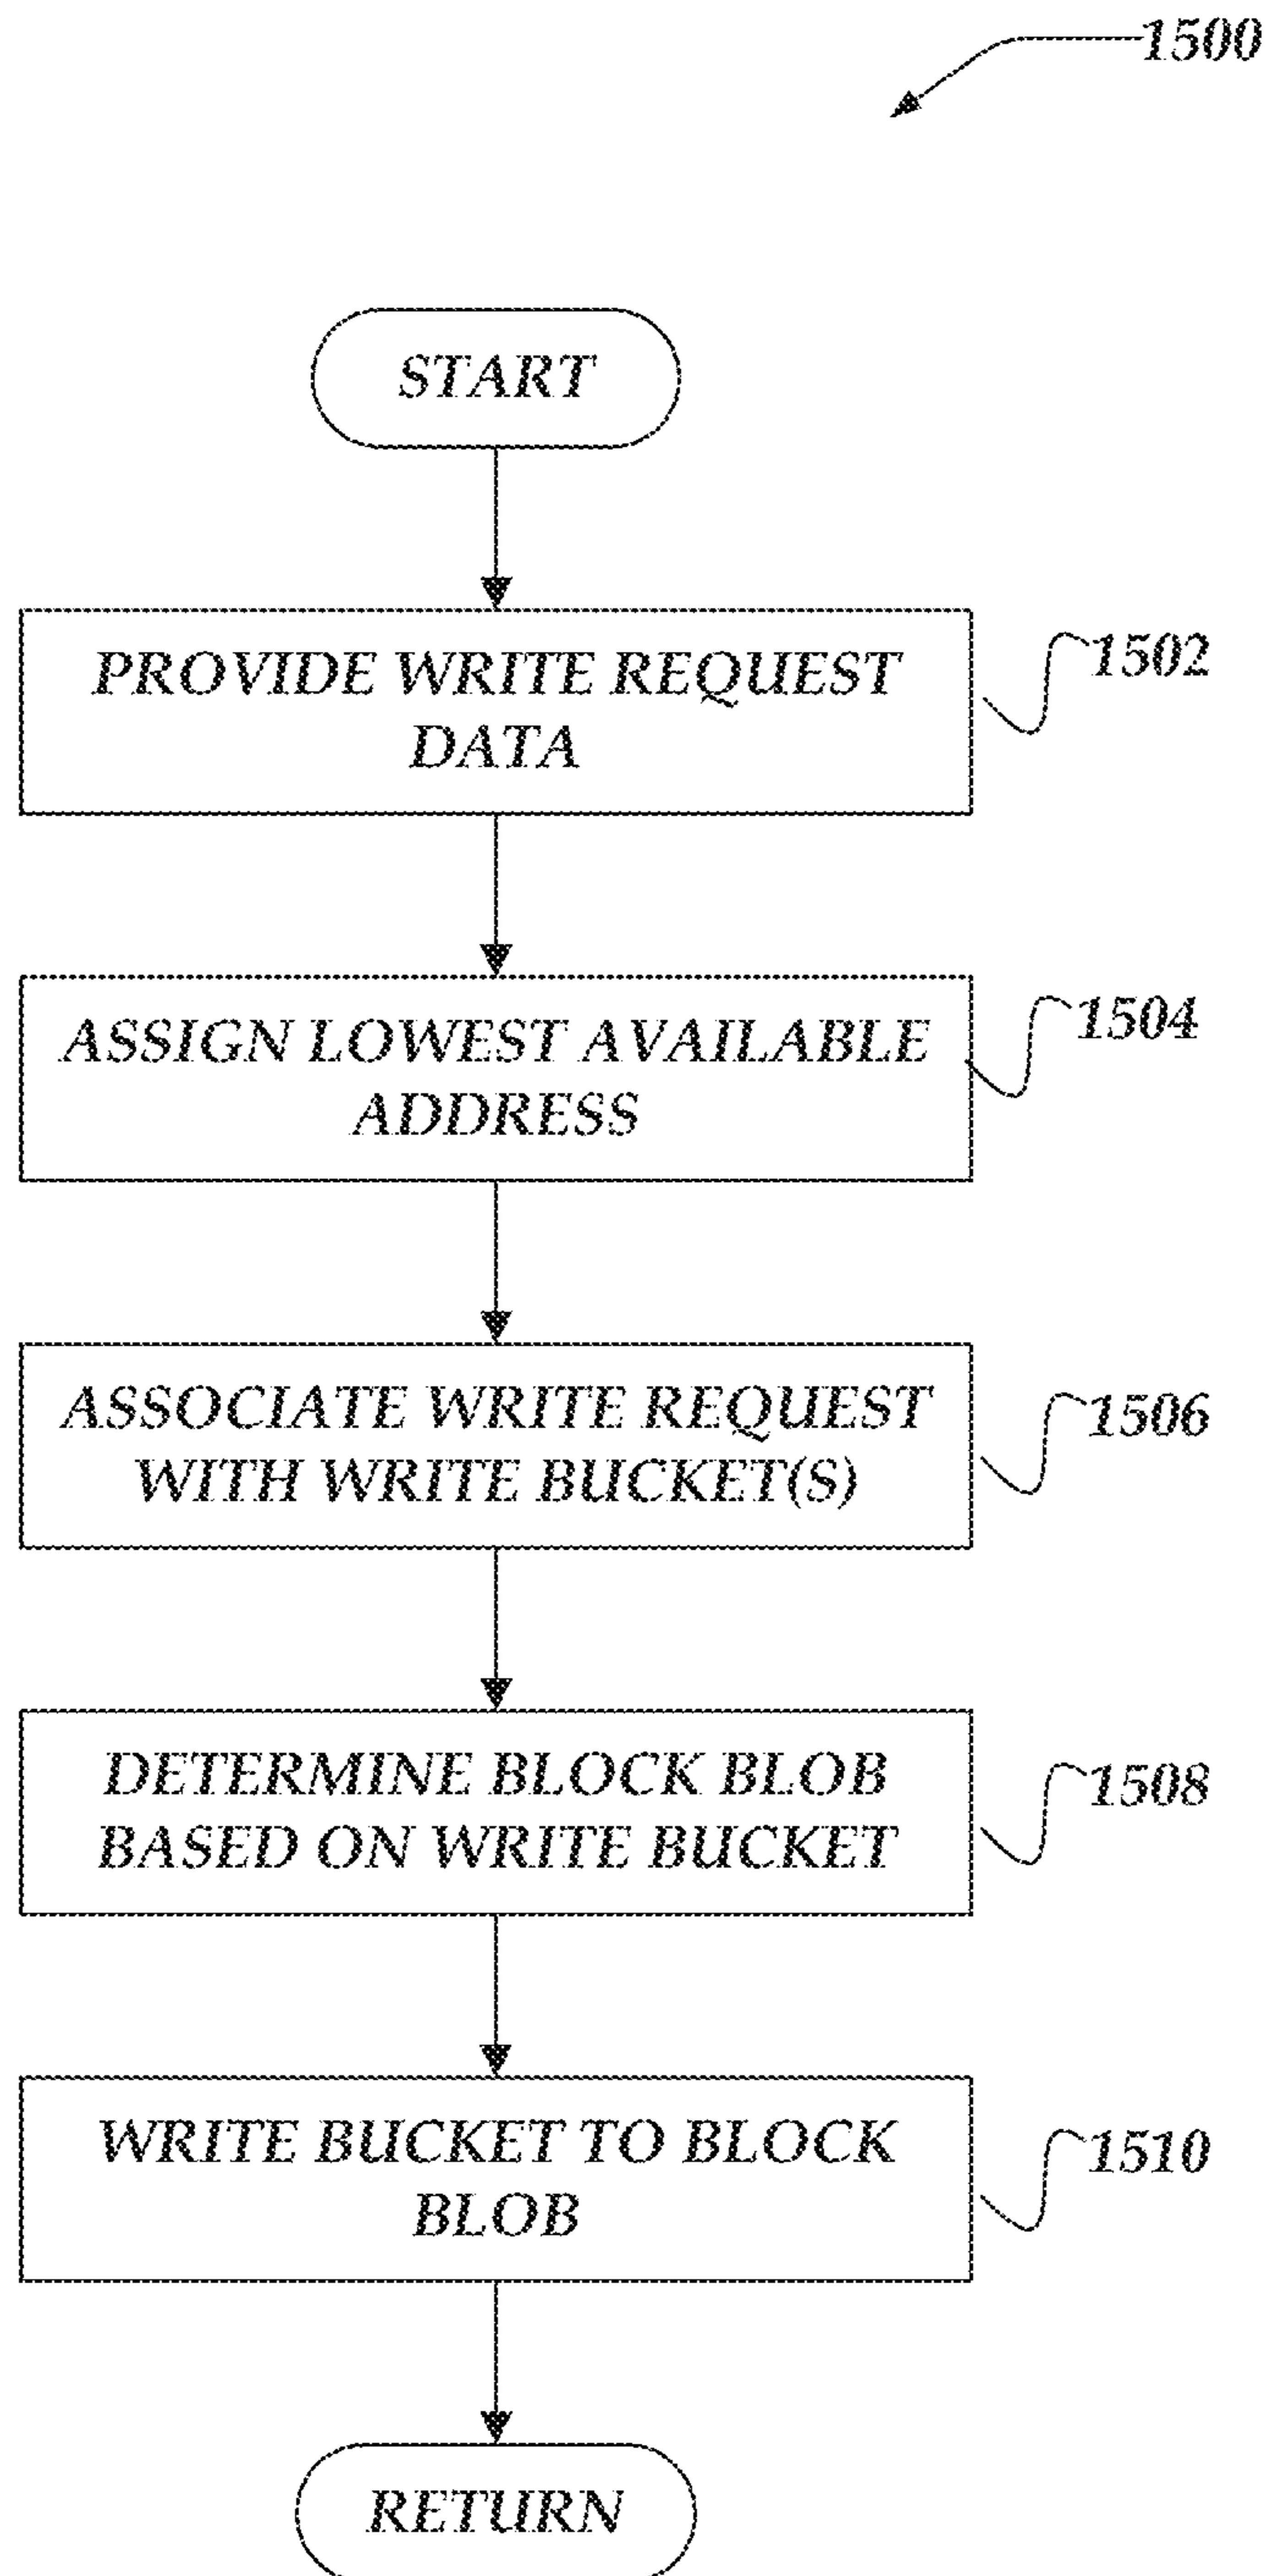 1500
START
PROVIDE WRITE REQUEST
DATA
1502
ASSIGN LOWEST AVAILABLE
ADDRESS
1504
ASSOCIATE WRITE REQUEST
WITH WRITE BUCKET(S)
1506
DETERMINE BLOCK BLOB
BASED ON WRITE BUCKET
1508
WRITE BUCKET TO BLOCK
BLOB
1510
RETURN